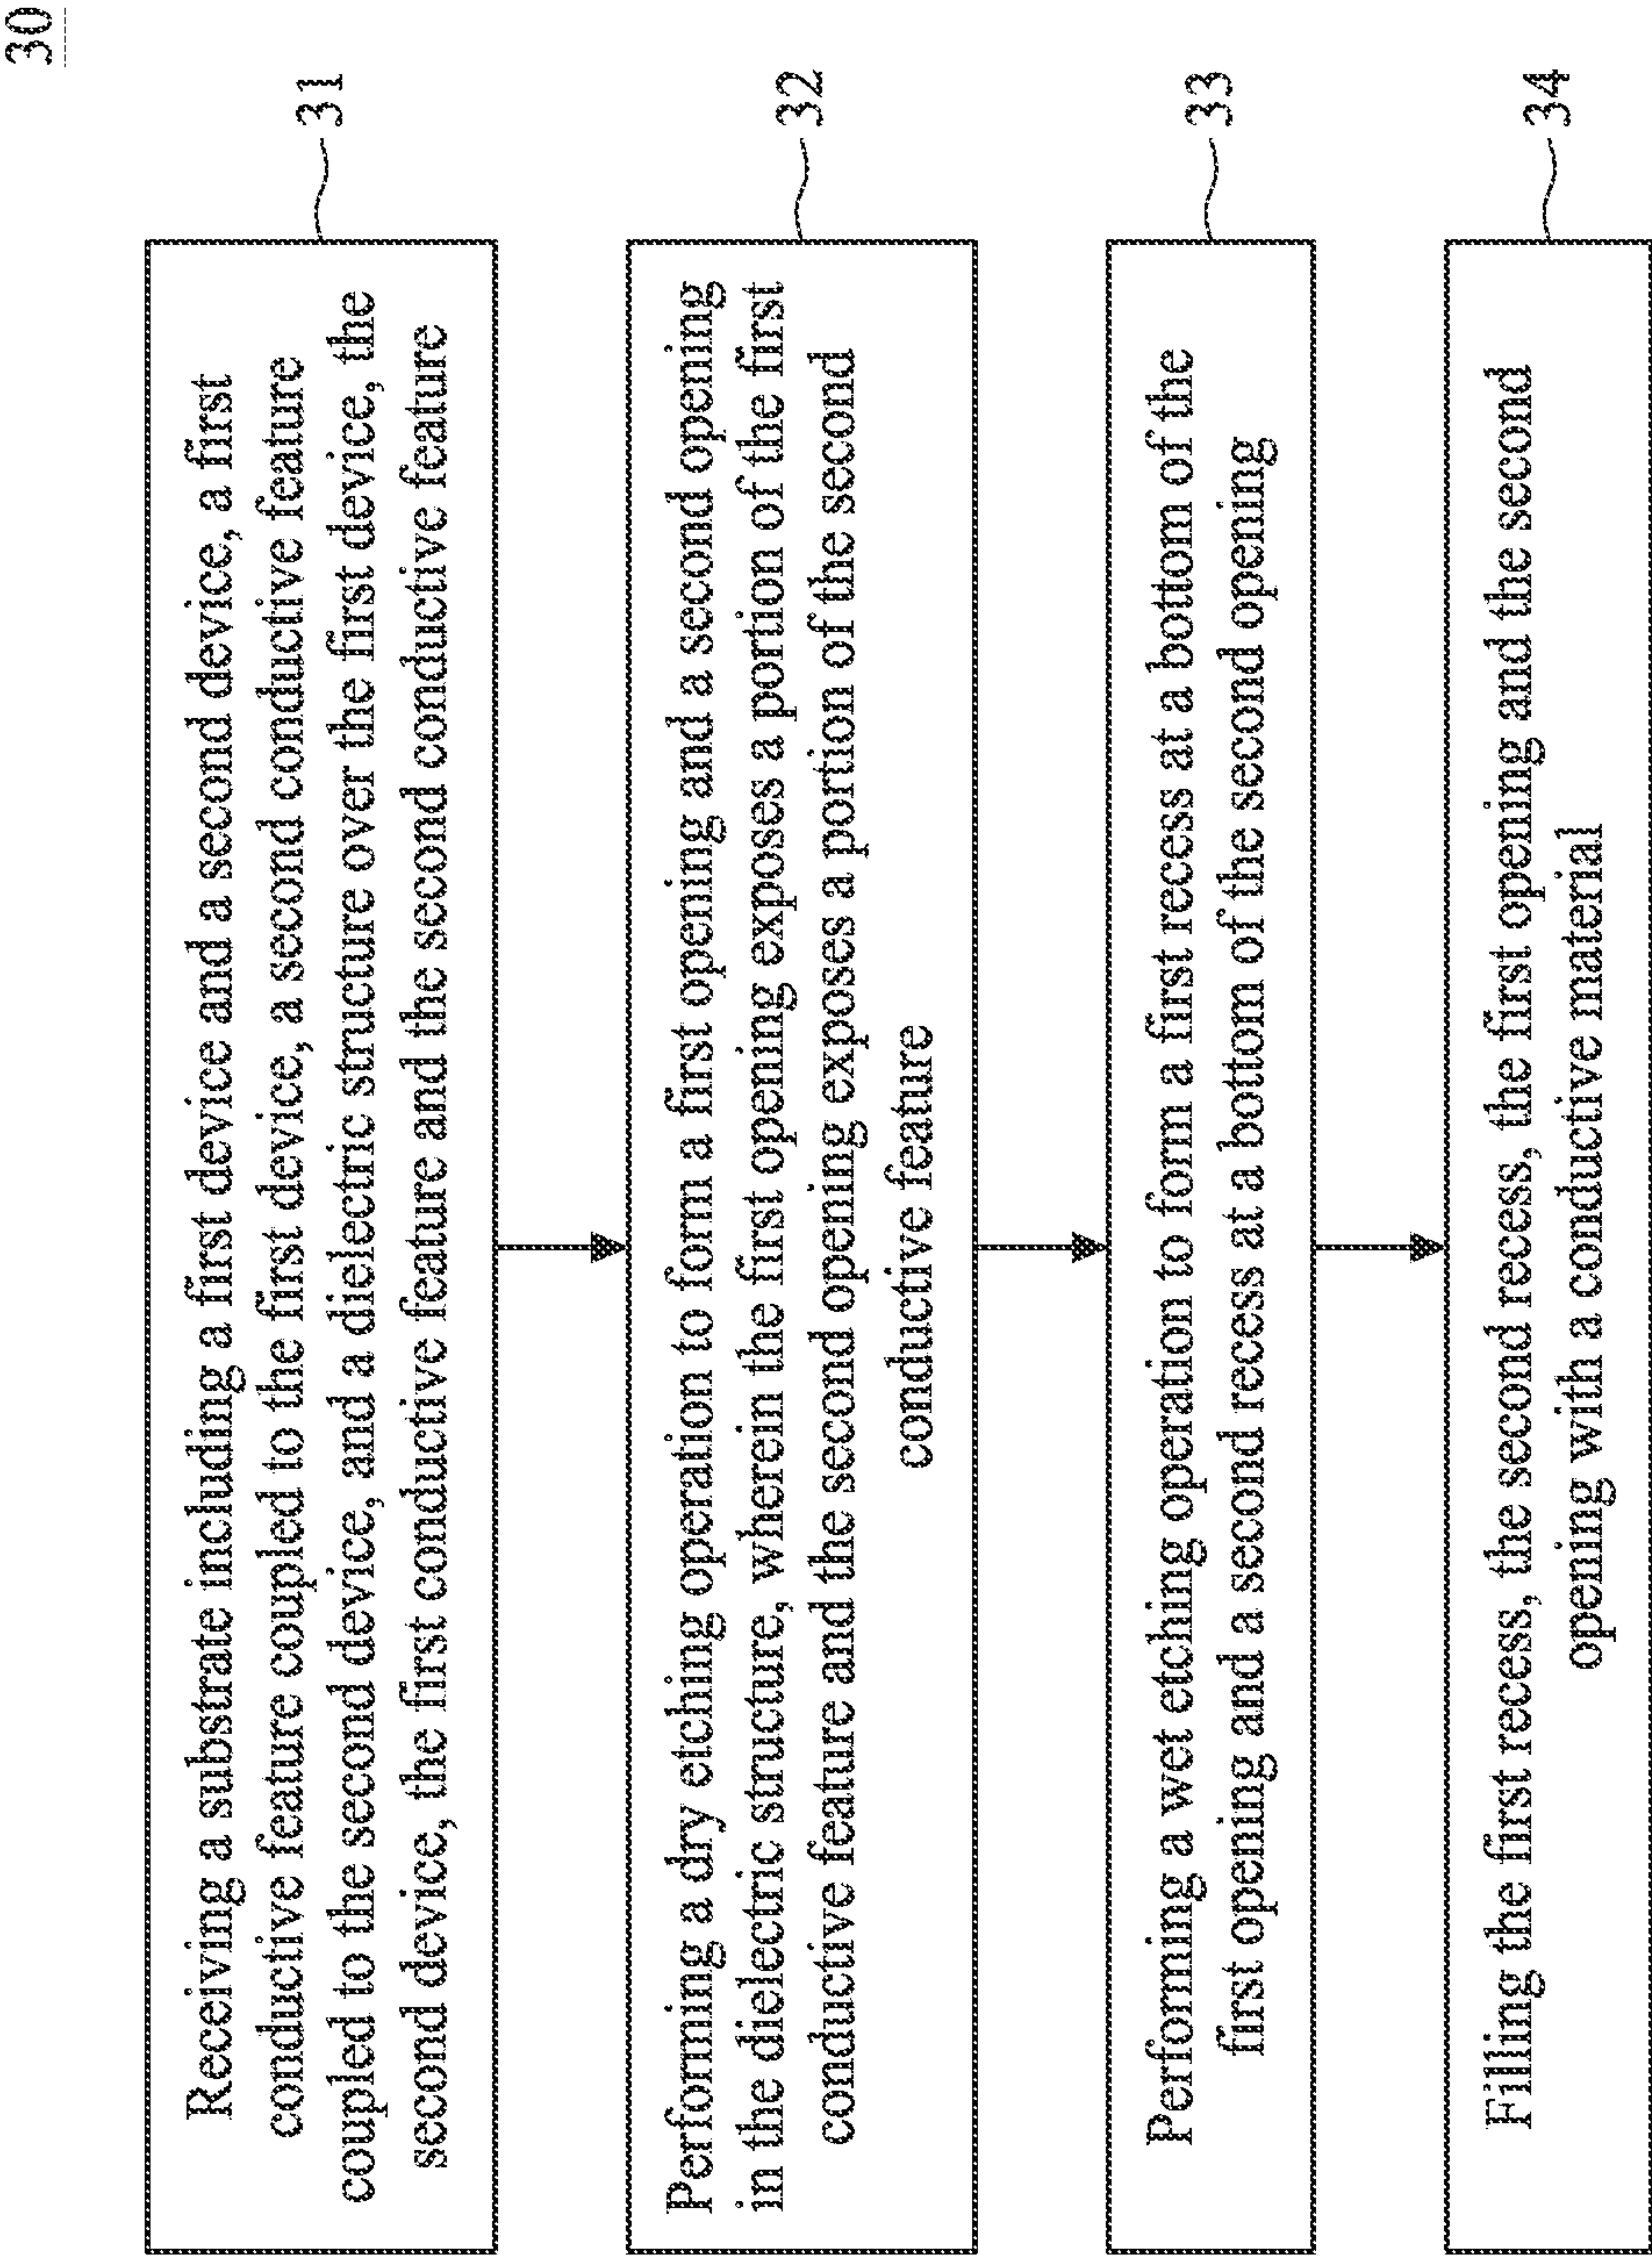 30
Receiving a substrate including a first device and a second device, a first
conductive feature coupled to the first device, a second conductive feature
coupled to the second device, and a dielectric structure over the first device, the
second device, the first conductive feature and the second conductive feature
31
Performing a dry etching operation to form a first opening and a second opening
in the dielectric structure, wherein the first opening exposes a portion of the first
conductive feature and the second opening exposes a portion of the second
conductive feature
32
Performing a wet etching operation to form a first recess at a bottom of the
first opening and a second recess at a bottom of the second opening
33
Filling the first recess, the second recess, the first opening and the second
opening with a conductive material
34